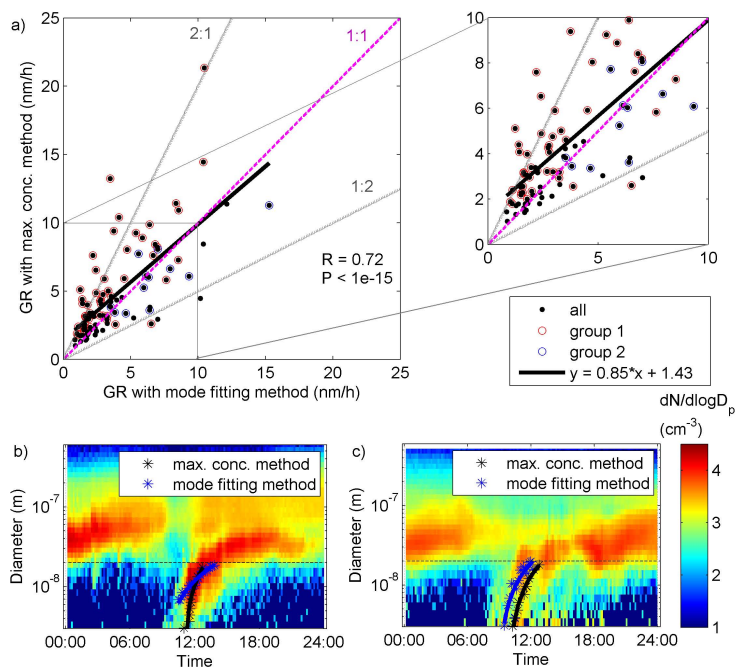 a)
25
20
15
10
5
0
0 5 10 15 20 25
GR with max. conc. method (nm/h)
GR with mode fitting method (nm/h)
2:1
1:1
1:2
R = 0.72
P < 1e-15
10
8
6
4
2
0
0 5 10
all
group 1
group 2
y = 0.85*x + 1.43
b)
max. conc. method
mode fitting method
Diameter (m)
10-7
10-8
00:00 06:00 12:00 18:00 24:00
Time
c)
max. conc. method
mode fitting method
Diameter (m)
10-7
10-8
00:00 06:00 12:00 18:00 24:00
Time
dN/dlogDp
(cm-3)
4
3
2
1